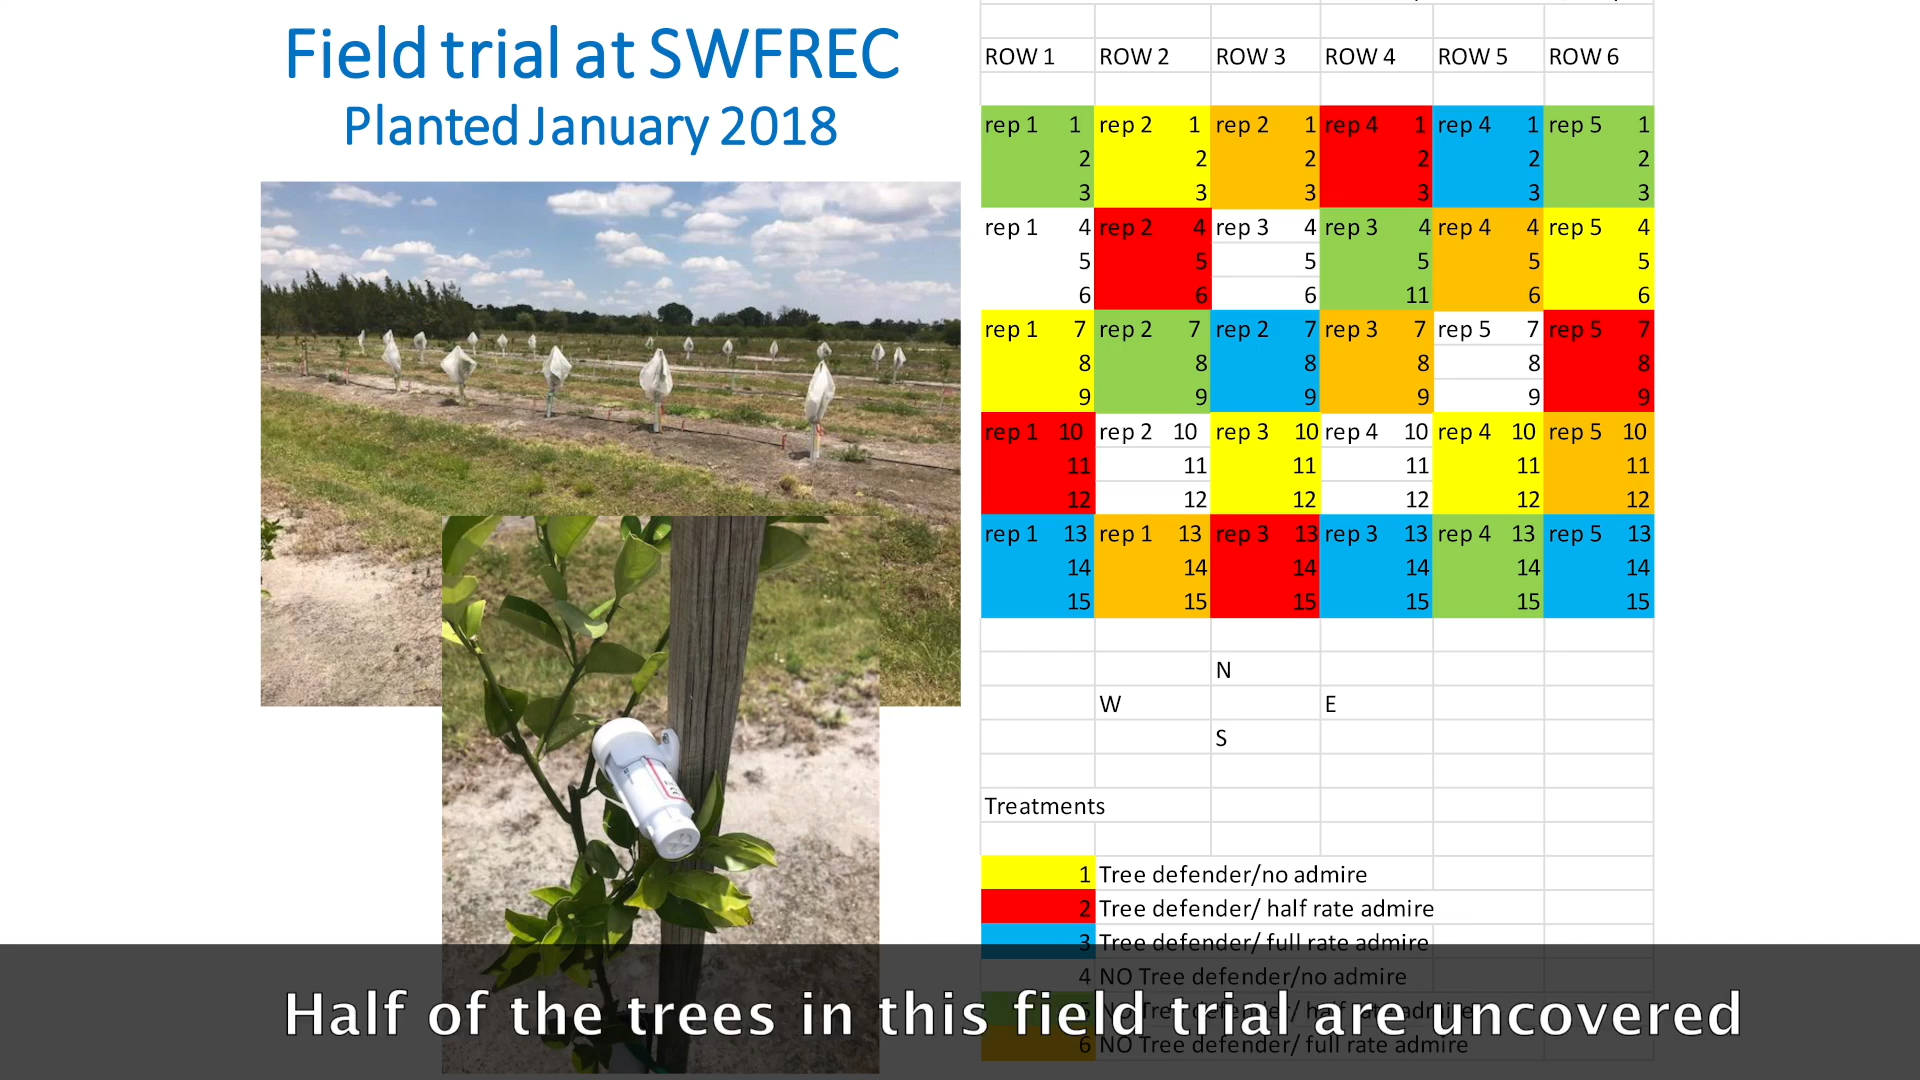 Field trial at SWFREC
Planted January 2018
ROW 1 ROW 2 ROW 3 ROW 4 ROW 5 ROW 6
rep 1 1 rep 2 1 rep 2 1 rep 4 1 rep 4 1 rep 5 1
2 2 2 2 2 2
3 3 3 3 3 3
rep 1 4 rep 2 4 rep 3 4 rep 3 4 rep 4 4 rep 5 4
5 5 5 5 5 5
6 6 6 11 6 6
rep 1 7 rep 2 7 rep 2 7 rep 3 7 rep 5 7 rep 5 7
8 8 8 8 8 8
9 9 9 9 9 9
rep 1 10 rep 2 10 rep 3 10 rep 4 10 rep 4 10 rep 5 10
11 11 11 11 11 11
12 12 12 12 12 12
rep 1 13 rep 1 13 rep 3 13 rep 3 13 rep 4 13 rep 5 13
14 14 14 14 14 14
15 15 15 15 15 15
N
W E
S
Treatments
1 Tree defender/no admire
2 Tree defender/ half rate admire
3 Tree defender/ full rate admire
4 NO Tree defender/no admire
5 NO Tree defender/ half rate admire
6 NO Tree defender/ full rate admire
Half of the trees in this field trial are uncovered